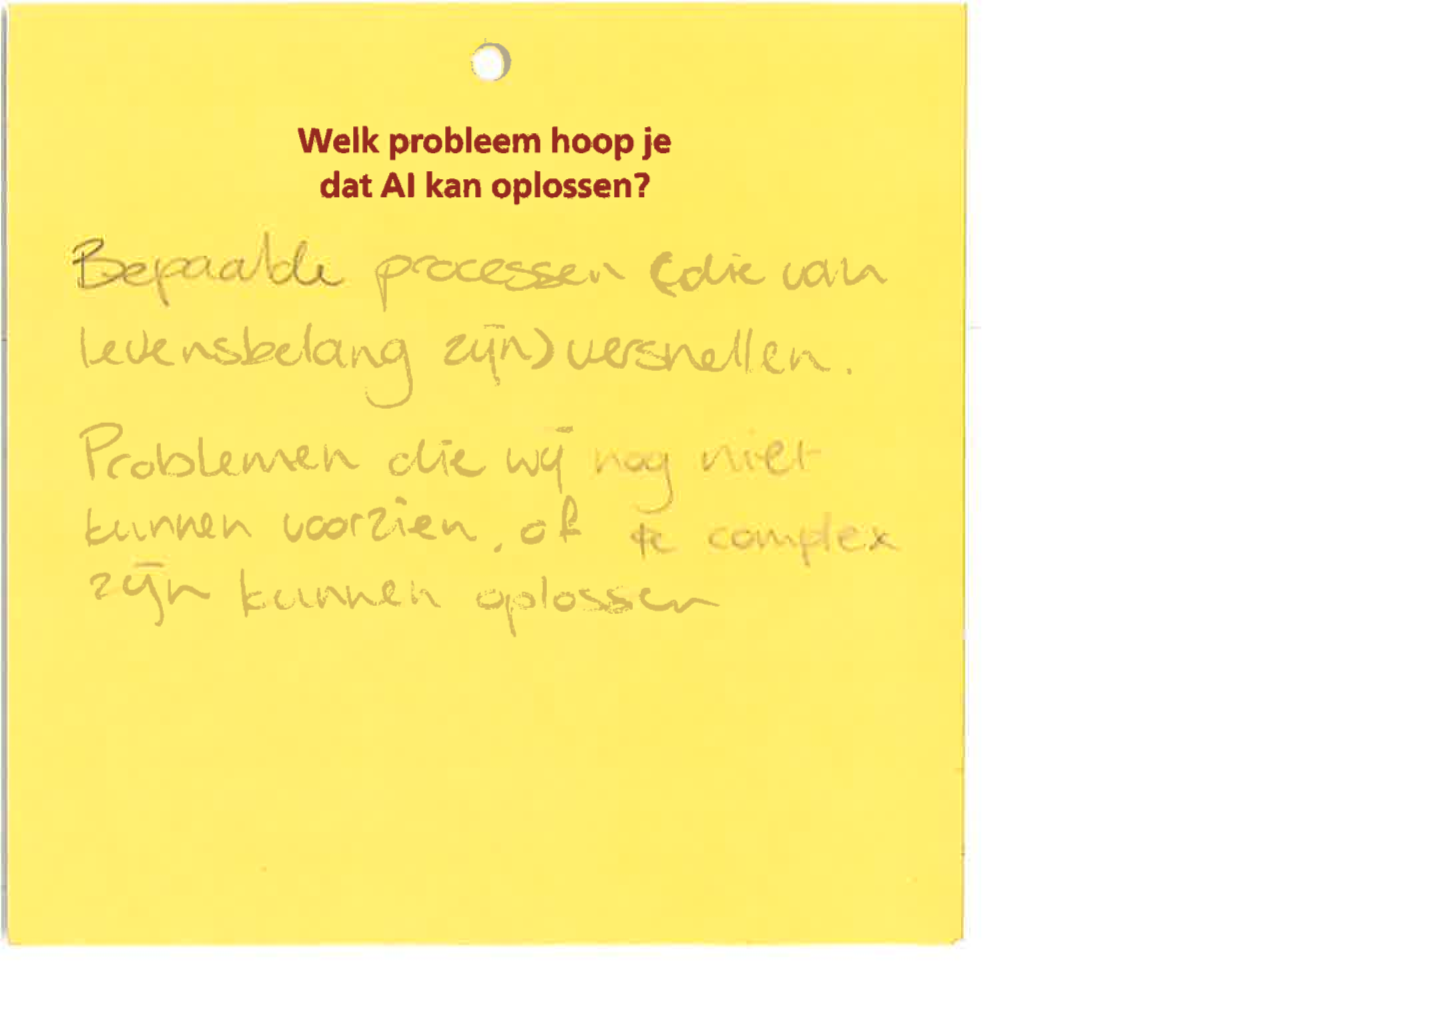 Welk probleem hoop je
dat AI kan oplossen?
Bepaalde processen (die van
levensbelang zijn) versnellen.
Problemen die wij nog niet
kunnen voorzien, of te complex
zijn kunnen oplossen